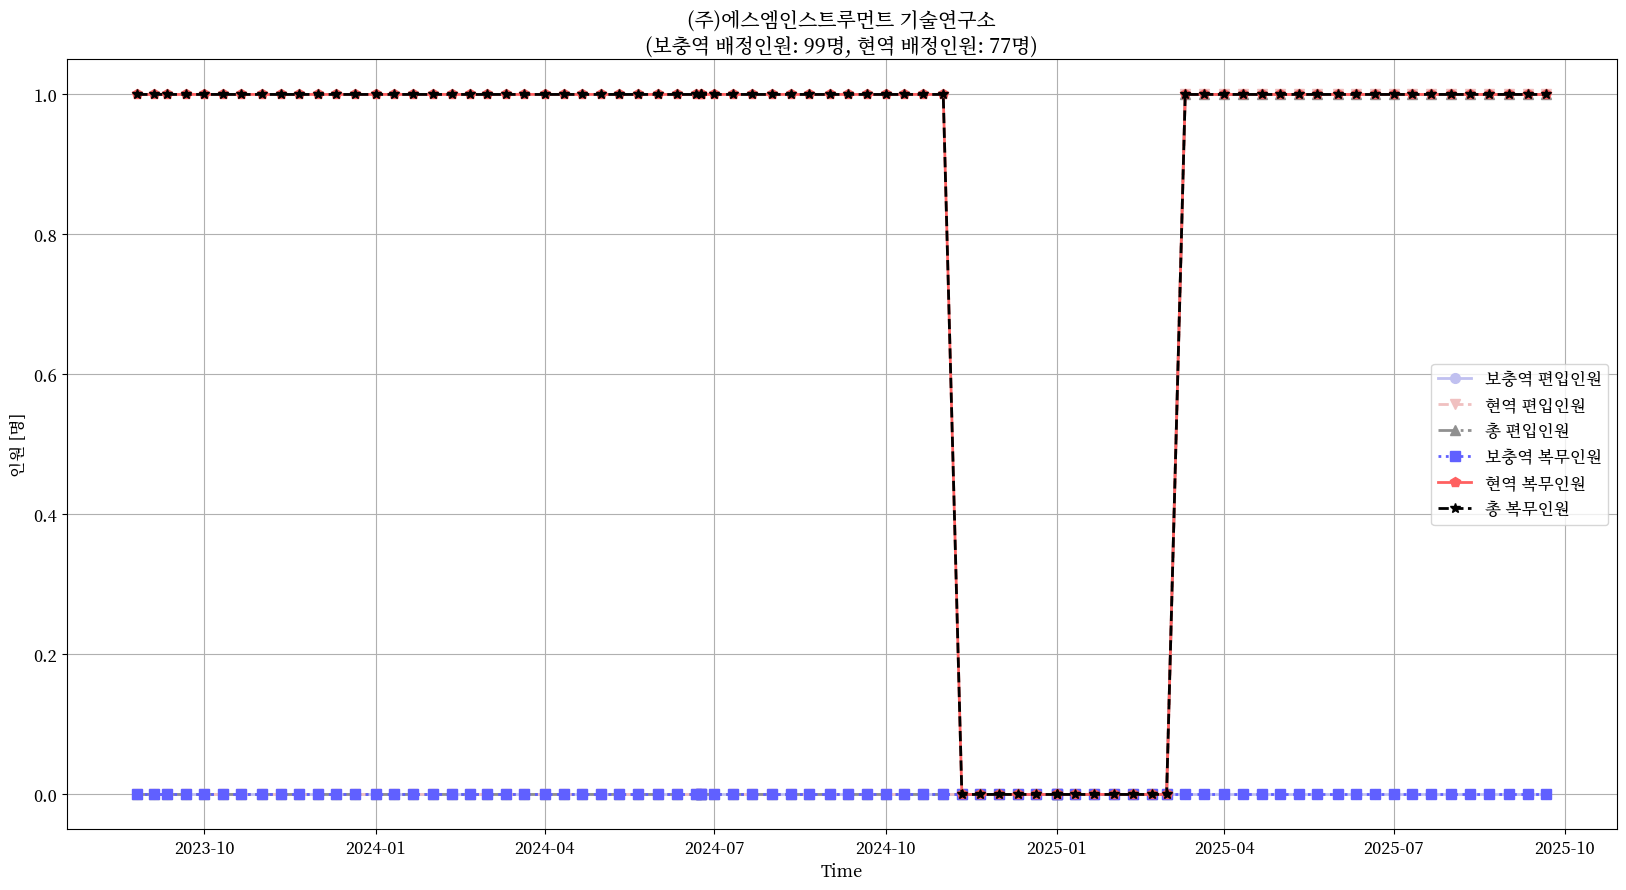 (주)에스엠인스트루먼트 기술연구소
(보충역 배정인원: 99명, 현역 배정인원: 77명)
1.0
0.8
0.6
0.4
0.2
0.0
인원 [명]
보충역 편입인원
현역 편입인원
총 편입인원
보충역 복무인원
현역 복무인원
총 복무인원
2023-10
2024-01
2024-04
2024-07
2024-10
2025-01
2025-04
2025-07
2025-10
Time